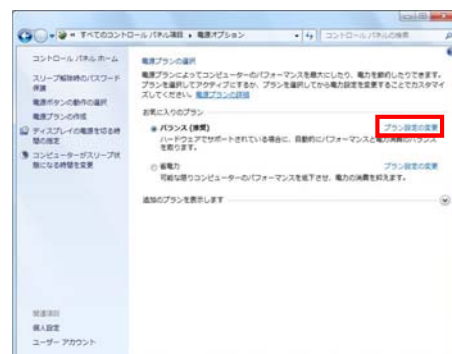 すべてのコントロール パネル項目 ▸ 電源オプション
コントロール パネルの検索
コントロール パネル ホーム
スリープ解除時のパスワード
保護
電源ボタンの動作の選択
電源プランの作成
ディスプレイの電源を切る時
間の指定
コンピューターがスリープ状
態になる時間を変更
関連項目
個人設定
ユーザー アカウント
電源プランの選択
電源プランによってコンピューターのパフォーマンスを最大にしたり、電力を節約したりできます。
プランを選択してアクティブにするか、プランを選択してから電力設定を変更することでカスタマイ
ズしてください。電源プランの詳細
お気に入りのプラン
バランス (推奨) プラン設定の変更
ハードウェアでサポートされている場合に、自動的にパフォーマンスと電力消費のバランス
を取ります。
省電力 プラン設定の変更
可能な限りコンピューターのパフォーマンスを低下させ、電力の消費を抑えます。
追加のプランを表示します